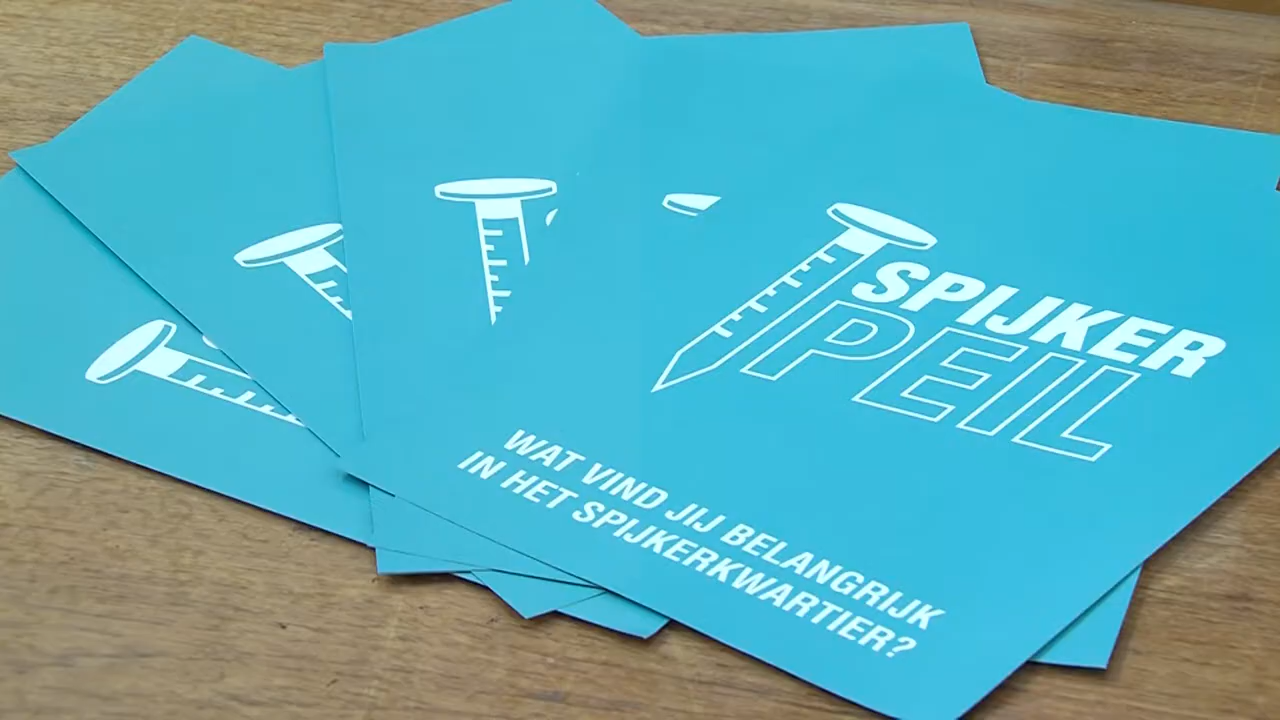 SPIJKER
PEIL
WAT VIND JIJ BELANGRIJK
IN HET SPIJKERKWARTIER?